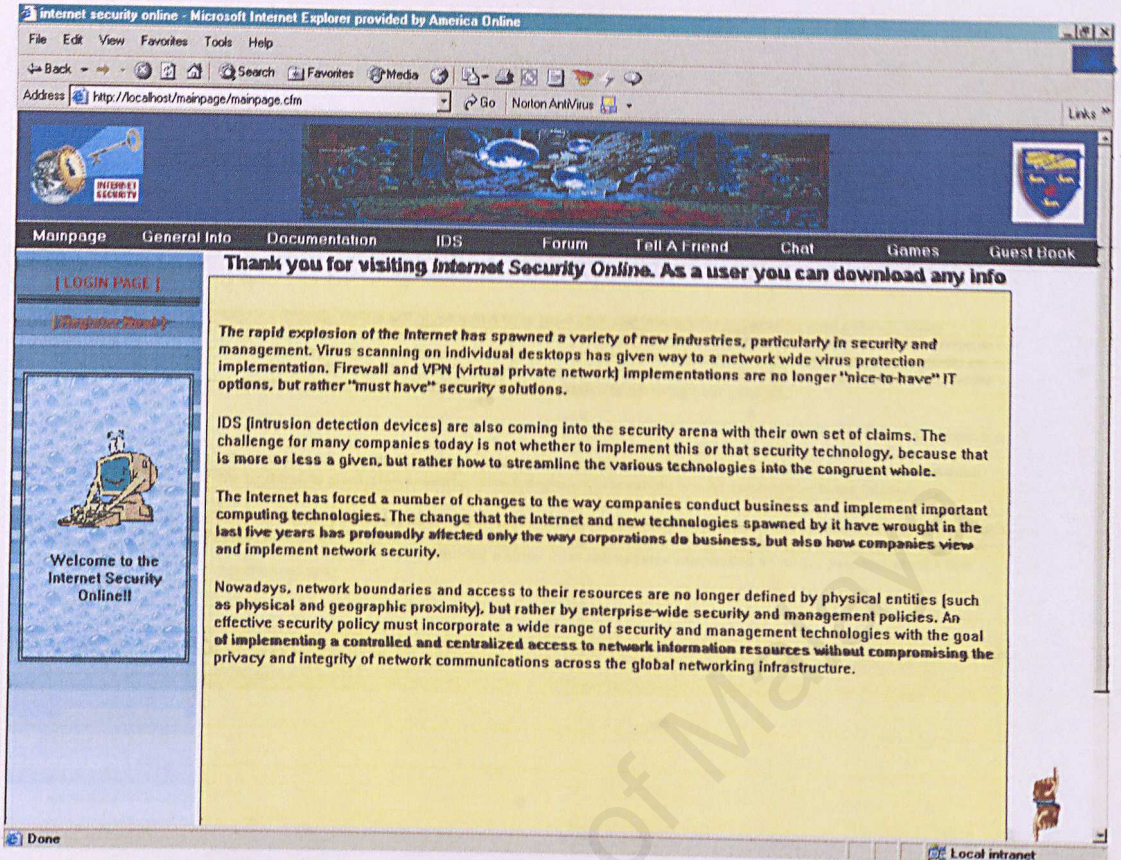 internet security online - Microsoft Internet Explorer provided by America Online
File Edit View Favorites Tools Help
Back Search Favorites Media
Address http://localhost/mainpage/mainpage.cfm Go Norton AntiVirus Links »
INTERNET
SECURITY
Mainpage General Info Documentation IDS Forum Tell A Friend Chat Games Guest Book
Thank you for visiting Internet Security Online. As a user you can download any info
[ LOGIN PAGE ]
The rapid explosion of the Internet has spawned a variety of new industries, particularly in security and
management. Virus scanning on individual desktops has given way to a network wide virus protection
implementation. Firewall and VPN (virtual private network) implementations are no longer "nice-to-have" IT
options, but rather "must have" security solutions.
IDS (intrusion detection devices) are also coming into the security arena with their own set of claims. The
challenge for many companies today is not whether to implement this or that security technology, because that
is more or less a given, but rather how to streamline the various technologies into the congruent whole.
The Internet has forced a number of changes to the way companies conduct business and implement important
computing technologies. The change that the Internet and new technologies spawned by it have wrought in the
last five years has profoundly affected only the way corporations do business, but also how companies view
and implement network security.
Nowadays, network boundaries and access to their resources are no longer defined by physical entities (such
as physical and geographic proximity), but rather by enterprise-wide security and management policies. An
effective security policy must incorporate a wide range of security and management technologies with the goal
of implementing a controlled and centralized access to network information resources without compromising the
privacy and integrity of network communications across the global networking infrastructure.
Welcome to the
Internet Security
Online!!
of
Done
Local intranet